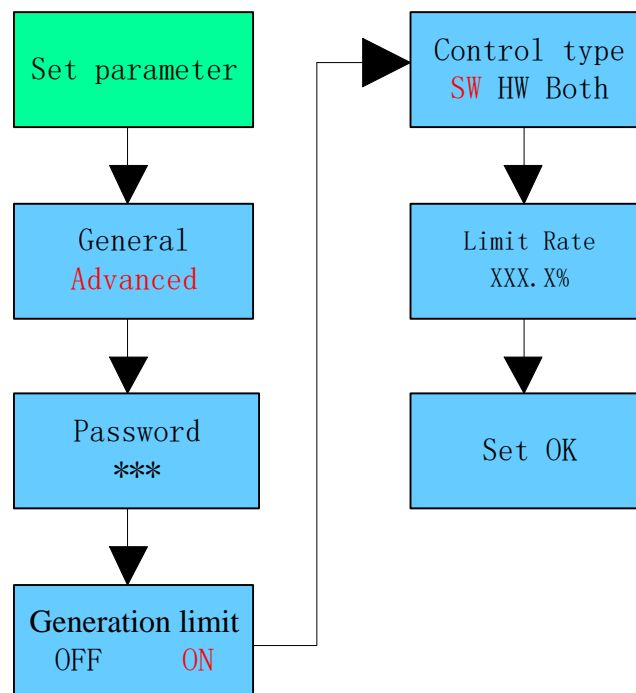 Set parameter
General
Advanced
Password
***
Generation limit
OFF ON
Control type
SW HW Both
Limit Rate
XXX.X%
Set OK